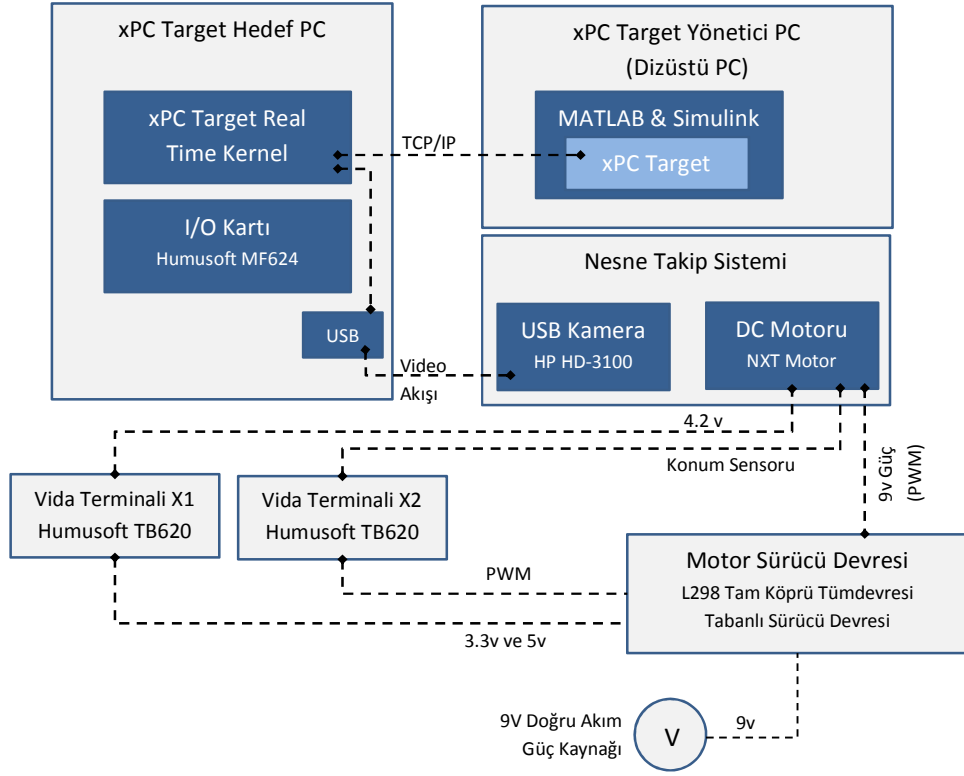 xPC Target Hedef PC
xPC Target Real
Time Kernel
I/O Kartı
Humusoft MF624
USB
TCP/IP
xPC Target Yönetici PC
(Dizüstü PC)
MATLAB & Simulink
xPC Target
Nesne Takip Sistemi
USB Kamera
HP HD-3100
DC Motoru
NXT Motor
Video
Akışı
4.2 v
Konum Sensoru
9v Güç
(PWM)
Vida Terminali X1
Humusoft TB620
Vida Terminali X2
Humusoft TB620
PWM
3.3v ve 5v
Motor Sürücü Devresi
L298 Tam Köprü Tümdevresi
Tabanlı Sürücü Devresi
9V Doğru Akım
Güç Kaynağı
V
9v